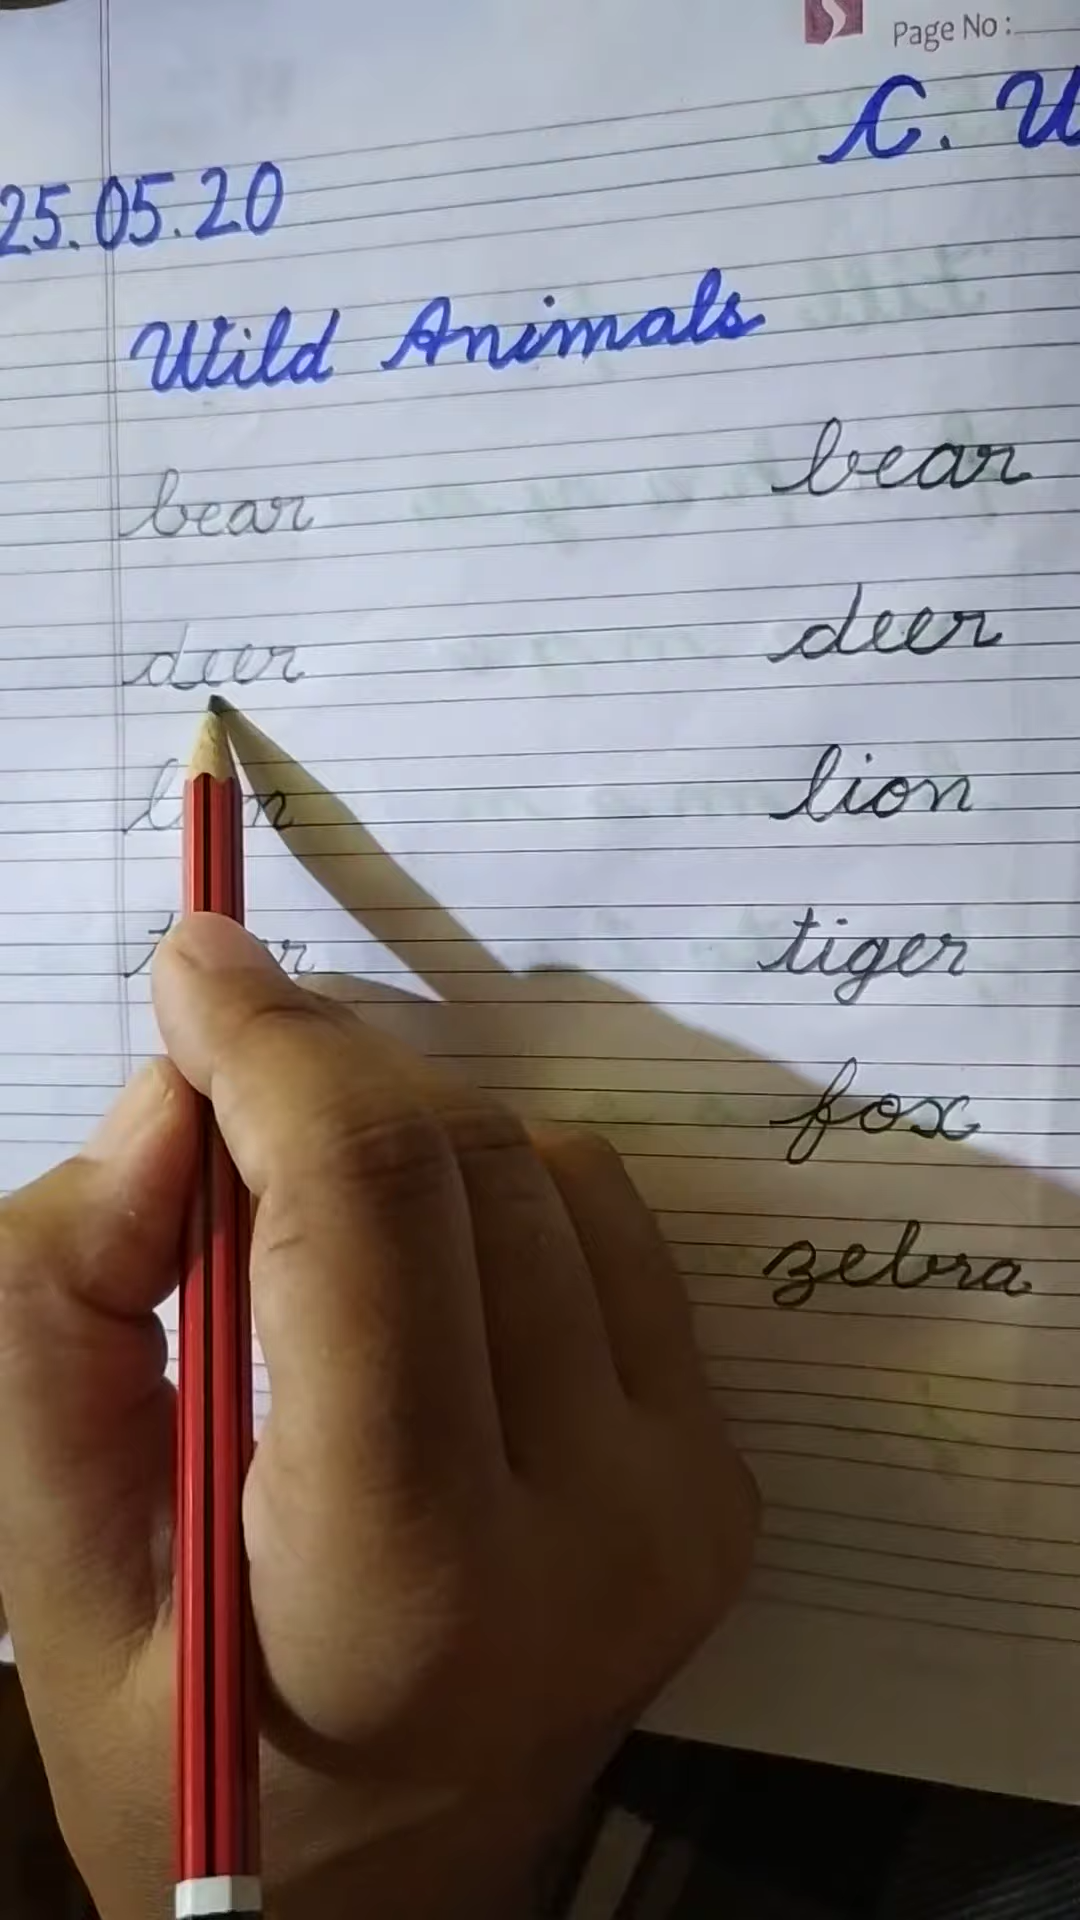 Page No :
C.
25.05.20
Wild Animals
bear bear
deer deer
lion
tiger
fox
zebra